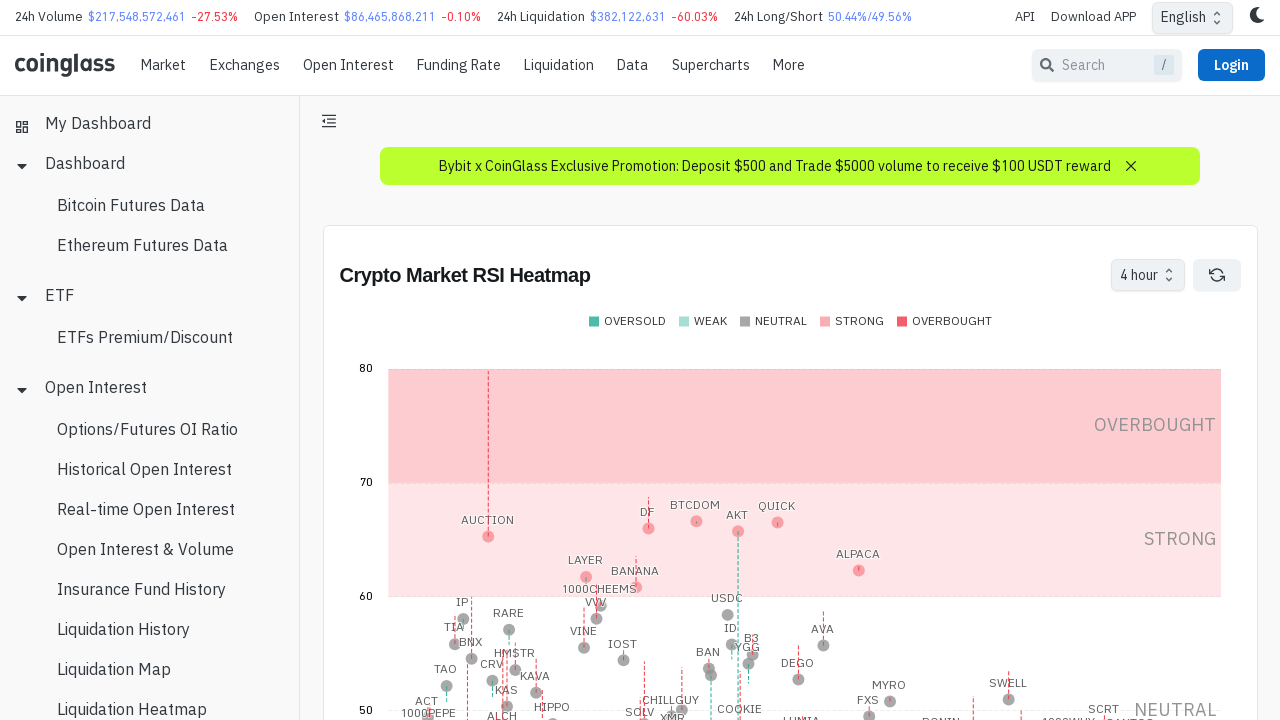 24h Volume $217,548,572,461 -27.53% Open Interest $86,465,868,211 -0.10% 24h Liquidation $382,122,631 -60.03% 24h Long/Short 50.44%/49.56% API Download APP English
coinglass Market Exchanges Open Interest Funding Rate Liquidation Data Supercharts More Search / Login
My Dashboard
Dashboard
Bitcoin Futures Data
Ethereum Futures Data
ETF
ETFs Premium/Discount
Open Interest
Options/Futures OI Ratio
Historical Open Interest
Real-time Open Interest
Open Interest & Volume
Insurance Fund History
Liquidation History
Liquidation Map
Liquidation Heatmap
Bybit x CoinGlass Exclusive Promotion: Deposit $500 and Trade $5000 volume to receive $100 USDT reward
Crypto Market RSI Heatmap 4 hour
OVERSOLD WEAK NEUTRAL STRONG OVERBOUGHT
80
OVERBOUGHT
70
BTCDOM QUICK
DF AKT
AUCTION
STRONG
ALPACA
LAYER
BANANA
1000CHEEMS
60
USDC
IP VVV
RARE
TIA VINE ID AVA
BNX IOST B3
YGG
HMSTR BAN
CRV DEGO
TAO KAVA SWELL
KAS MYRO
ACT CHILLGUY FXS
HIPPO COOKIE SCRT
1000PEPE SOLV
50 NEUTRAL
ALCH XMR